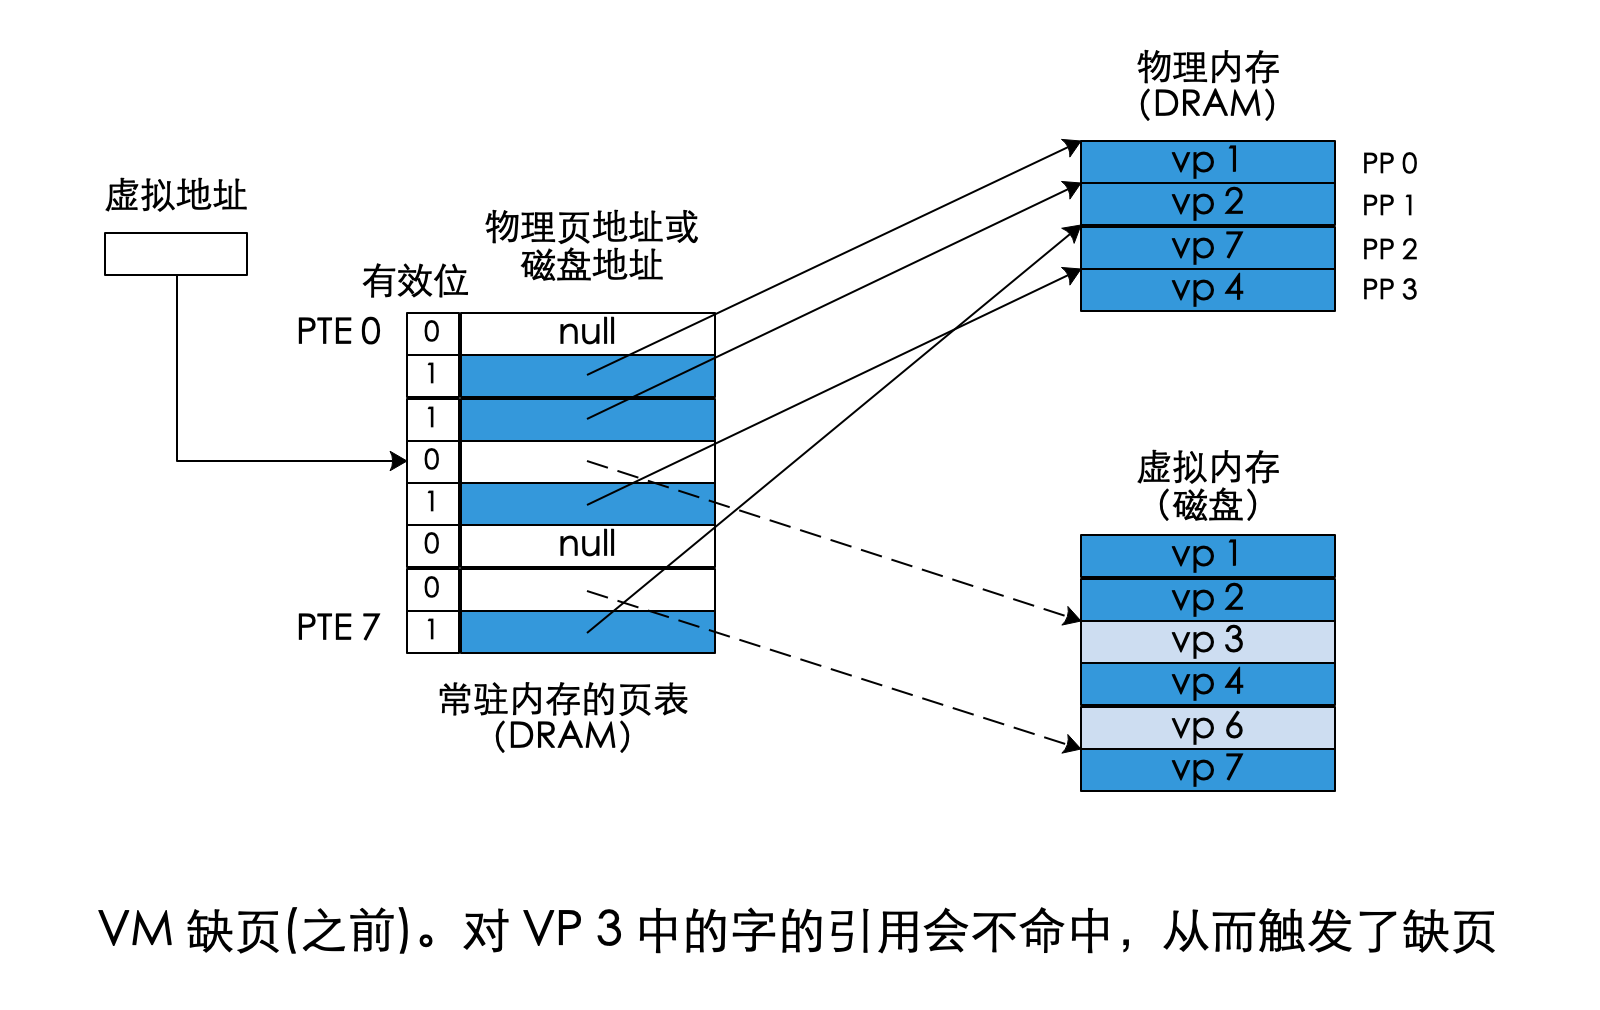 物理内存
(DRAM)
vp 1 PP 0
vp 2 PP 1
vp 7 PP 2
vp 4 PP 3
虚拟地址
物理页地址或
磁盘地址
有效位
PTE 0 0 null
1
1
0
1
0 null
0
PTE 7 1
常驻内存的页表
(DRAM)
虚拟内存
(磁盘)
vp 1
vp 2
vp 3
vp 4
vp 6
vp 7
VM 缺页(之前)。对 VP 3 中的字的引用会不命中，从而触发了缺页